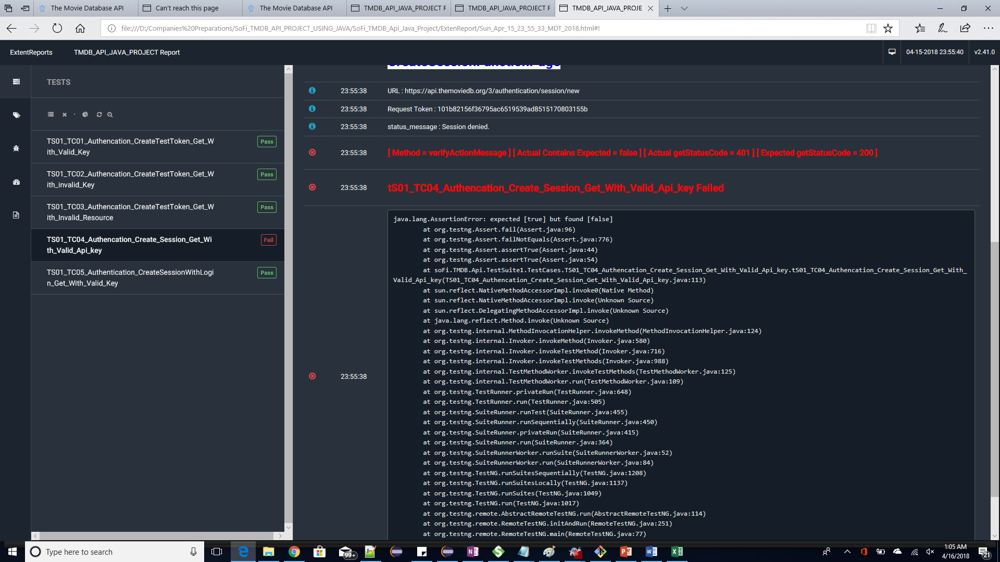 The Movie Database API
Can't reach this page
The Movie Database API
TMDB_API_JAVA_PROJECT F
TMDB_API_JAVA_PROJECT F
TMDB_API_JAVA_PROJE
file:///D:/Companies%20Preparations/SoFi_TMDB_API_PROJECT_USING_JAVA/SoFi_TMDB_Api_Java_Project/ExtenReport/Sun_Apr_15_23_55_33_MDT_2018.html#!
ExtentReports
TMDB_API_JAVA_PROJECT Report
04-15-2018 23:55:40
v2.41.0
TESTS
TS01_TC01_Authencation_CreateTestToken_Get_W
ith_Valid_Key
Pass
TS01_TC02_Authencation_CreateTestToken_Get_W
ith_invalid_Key
Pass
TS01_TC03_Authencation_CreateTestToken_Get_W
ith_Invalid_Resource
Pass
TS01_TC04_Authencation_Create_Session_Get_Wi
th_Valid_Api_key
Fail
TS01_TC05_Authentication_CreateSessionWithLogi
n_Get_With_Valid_Key
Pass
23:55:38 URL : https://api.themoviedb.org/3/authentication/session/new
23:55:38 Request Token : 101b82156f36795ac6519539ad8515170803155b
23:55:38 status_message : Session denied.
23:55:38 [ Method = verifyActionMessage ] [ Actual Contains Expected = false ] [ Actual getStatusCode = 401 ] [ Expected getStatusCode = 200 ]
23:55:38 tS01_TC04_Authencation_Create_Session_Get_With_Valid_Api_key Failed
23:55:38
java.lang.AssertionError: expected [true] but found [false]
at org.testng.Assert.fail(Assert.java:96)
at org.testng.Assert.failNotEquals(Assert.java:776)
at org.testng.Assert.assertTrue(Assert.java:44)
at org.testng.Assert.assertTrue(Assert.java:54)
at soFi.TMDB.Api.TestSuite1.TestCases.TS01_TC04_Authencation_Create_Session_Get_With_Valid_Api_key.tS01_TC04_Authencation_Create_Session_Get_With_
Valid_Api_key(TS01_TC04_Authencation_Create_Session_Get_With_Valid_Api_key.java:113)
at sun.reflect.NativeMethodAccessorImpl.invoke0(Native Method)
at sun.reflect.NativeMethodAccessorImpl.invoke(Unknown Source)
at sun.reflect.DelegatingMethodAccessorImpl.invoke(Unknown Source)
at java.lang.reflect.Method.invoke(Unknown Source)
at org.testng.internal.MethodInvocationHelper.invokeMethod(MethodInvocationHelper.java:124)
at org.testng.internal.Invoker.invokeMethod(Invoker.java:580)
at org.testng.internal.Invoker.invokeTestMethod(Invoker.java:716)
at org.testng.internal.Invoker.invokeTestMethods(Invoker.java:988)
at org.testng.internal.TestMethodWorker.invokeTestMethods(TestMethodWorker.java:125)
at org.testng.internal.TestMethodWorker.run(TestMethodWorker.java:109)
at org.testng.TestRunner.privateRun(TestRunner.java:648)
at org.testng.TestRunner.run(TestRunner.java:505)
at org.testng.SuiteRunner.runTest(SuiteRunner.java:455)
at org.testng.SuiteRunner.runSequentially(SuiteRunner.java:450)
at org.testng.SuiteRunner.privateRun(SuiteRunner.java:415)
at org.testng.SuiteRunner.run(SuiteRunner.java:364)
at org.testng.SuiteRunnerWorker.runSuite(SuiteRunnerWorker.java:52)
at org.testng.SuiteRunnerWorker.run(SuiteRunnerWorker.java:84)
at org.testng.TestNG.runSuitesSequentially(TestNG.java:1208)
at org.testng.TestNG.runSuitesLocally(TestNG.java:1137)
at org.testng.TestNG.runSuites(TestNG.java:1049)
at org.testng.TestNG.run(TestNG.java:1017)
at org.testng.remote.AbstractRemoteTestNG.run(AbstractRemoteTestNG.java:114)
at org.testng.remote.RemoteTestNG.initAndRun(RemoteTestNG.java:251)
at org.testng.remote.RemoteTestNG.main(RemoteTestNG.java:77)
Type here to search
99+
1:05 AM
4/16/2018
21